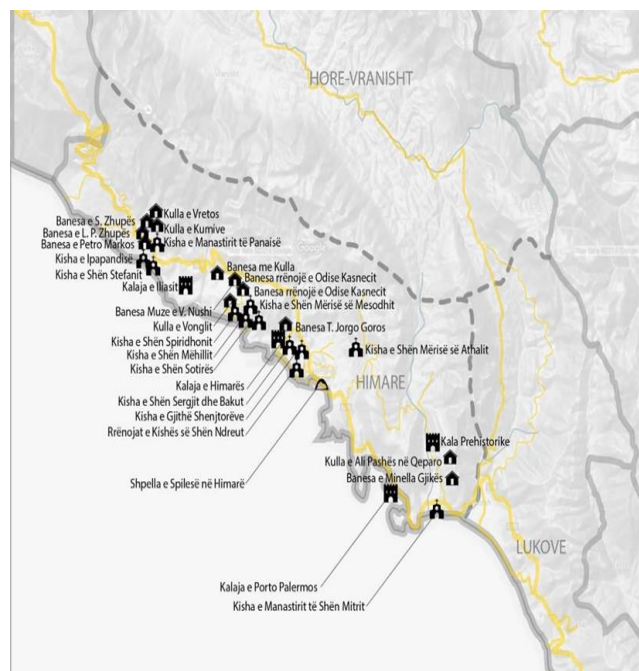 HORE-VRANISHT
Kulla e Vretos
Banesa e S. Zhupës
Kulla e Kumive
Banesa e L. P. Zhupës
Banesa e Petro Markos
Kisha e Manastirit të Panaisë
Kisha e Ipapandisë
Kisha e Shën Stefanit
Banesa me Kulla
Kalaja e Iliasit
Banesa rrënojë e Odise Kasnecit
Banesa rrënojë e Odise Kasnecit
Banesa Muze e V. Nushi
Kisha e Shën Mërisë së Mesodhit
Kulla e Vonglit
Banesa T. Jorgo Goros
Kisha e Shën Spiridhonit
Kisha e Shën Mëhillit
Kisha e Shën Mërisë së Athalit
Kisha e Shën Sotirës
Kalaja e Himarës
HIMARE
Kisha e Shën Sergjit dhe Bakut
Kisha e Gjithë Shenjtorëve
Rrënojat e Kishës së Shën Ndreut
Kala Prehistorike
Kulla e Ali Pashës në Qeparo
Banesa e Minella Gjikës
Shpella e Spilesë në Himarë
LUKOVE
Kalaja e Porto Palermos
Kisha e Manastirit të Shën Mitrit